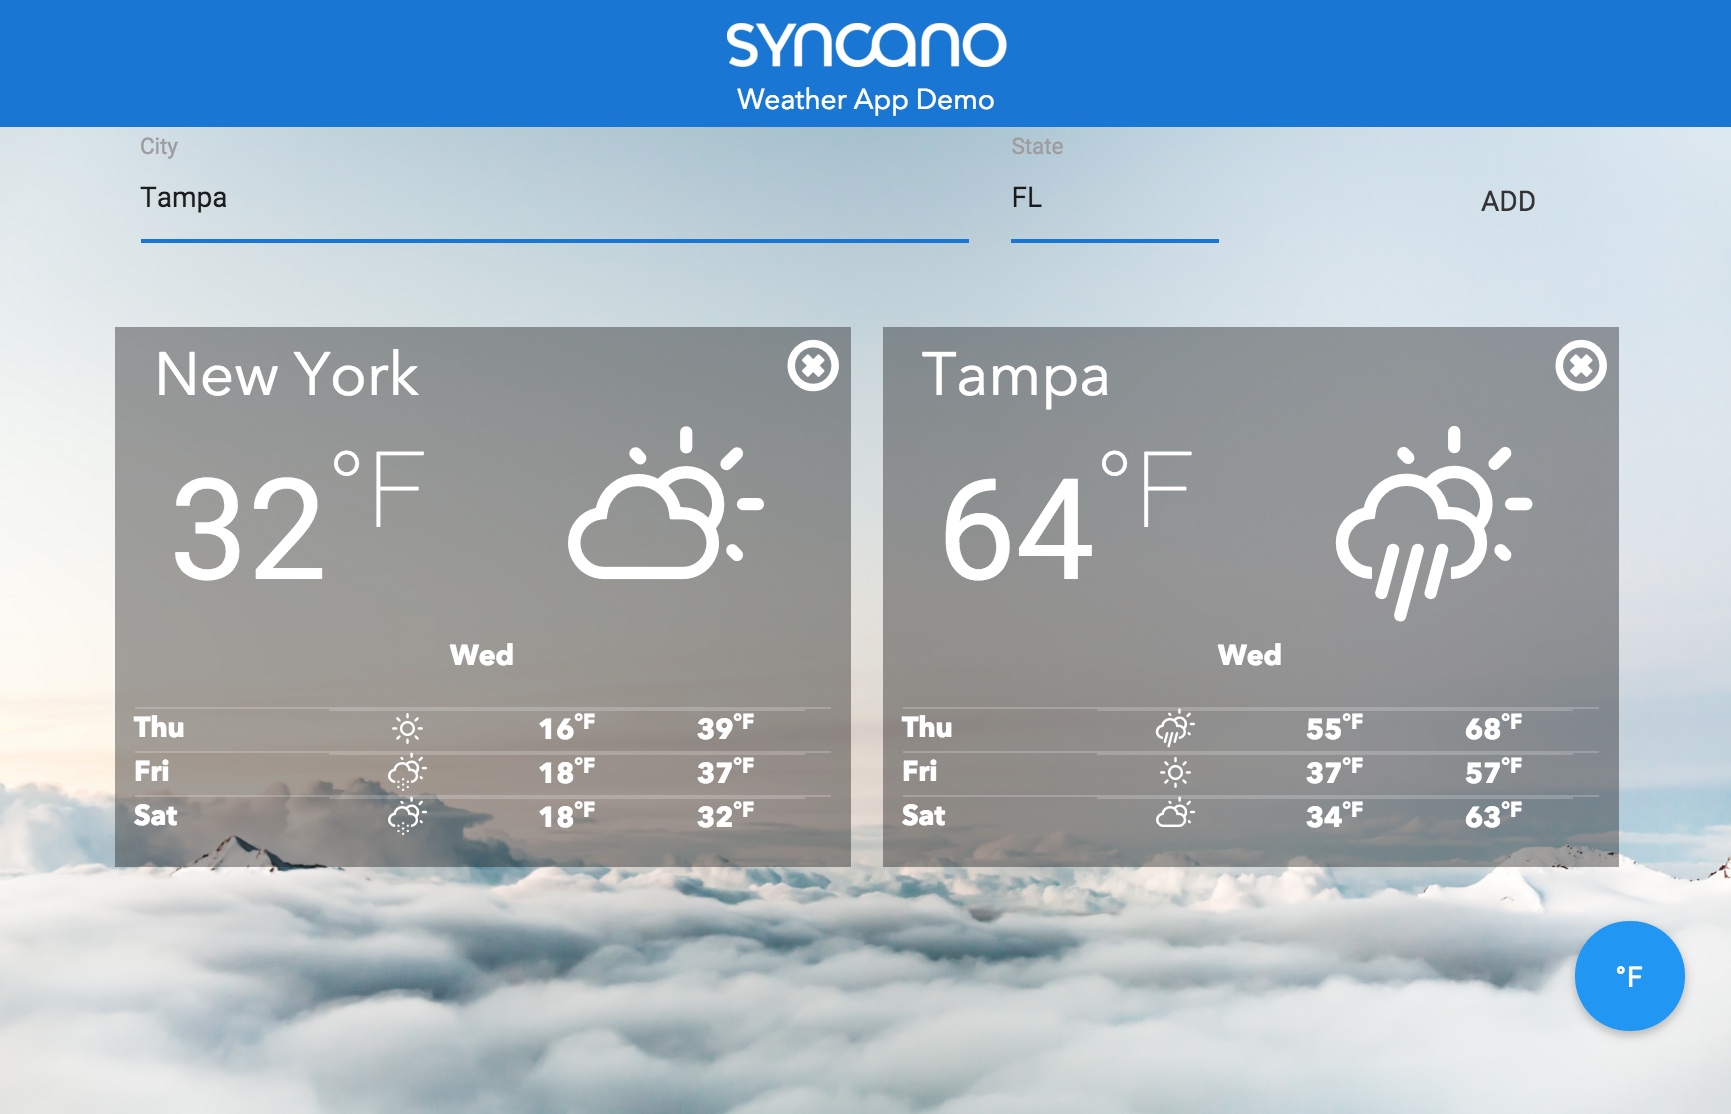 syncano
Weather App Demo
City
State
Tampa
FL
ADD
New York
32°F
Wed
Thu 16°F 39°F
Fri 18°F 37°F
Sat 18°F 32°F
Tampa
64°F
Wed
Thu 55°F 68°F
Fri 37°F 57°F
Sat 34°F 63°F
°F